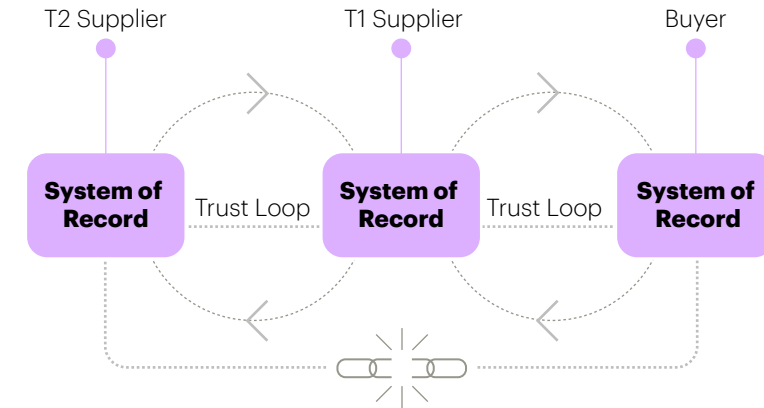 T2 Supplier
T1 Supplier
Buyer
System of
Record
Trust Loop
System of
Record
Trust Loop
System of
Record